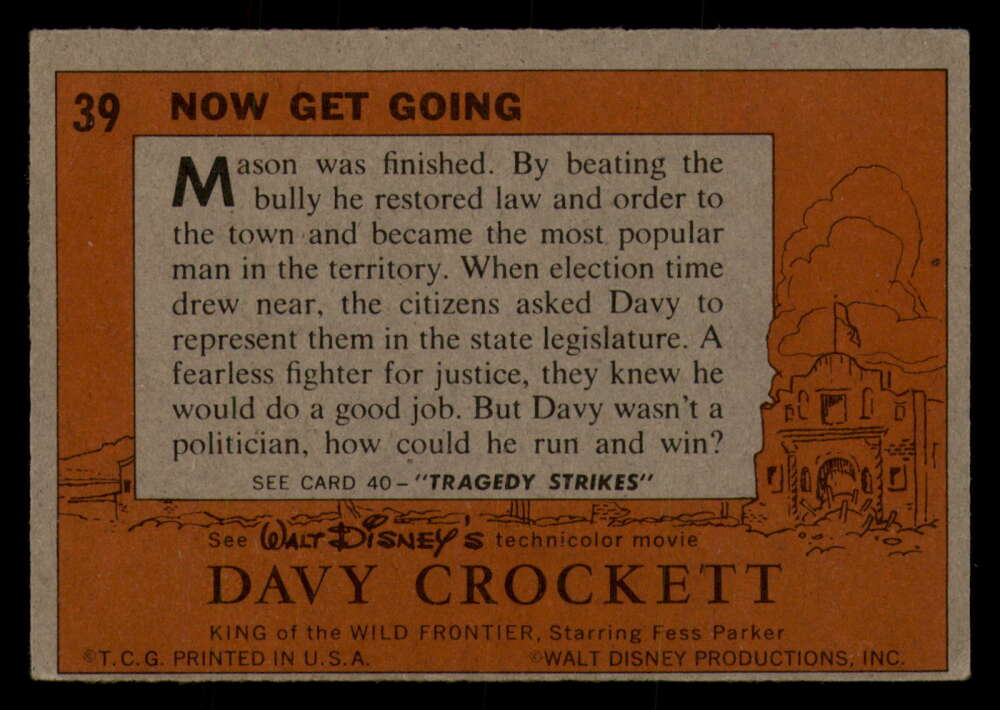 39 NOW GET GOING
Mason was finished. By beating the
bully he restored law and order to
the town and became the most popular
man in the territory. When election time
drew near, the citizens asked Davy to
represent them in the state legislature. A
fearless fighter for justice, they knew he
would do a good job. But Davy wasn't a
politician, how could he run and win?
SEE CARD 40-"TRAGEDY STRIKES"
See WALT DISNEY'S technicolor movie
DAVY CROCKETT
KING of the WILD FRONTIER, Starring Fess Parker
©T.C.G. PRINTED IN U.S.A. ©WALT DISNEY PRODUCTIONS, INC.